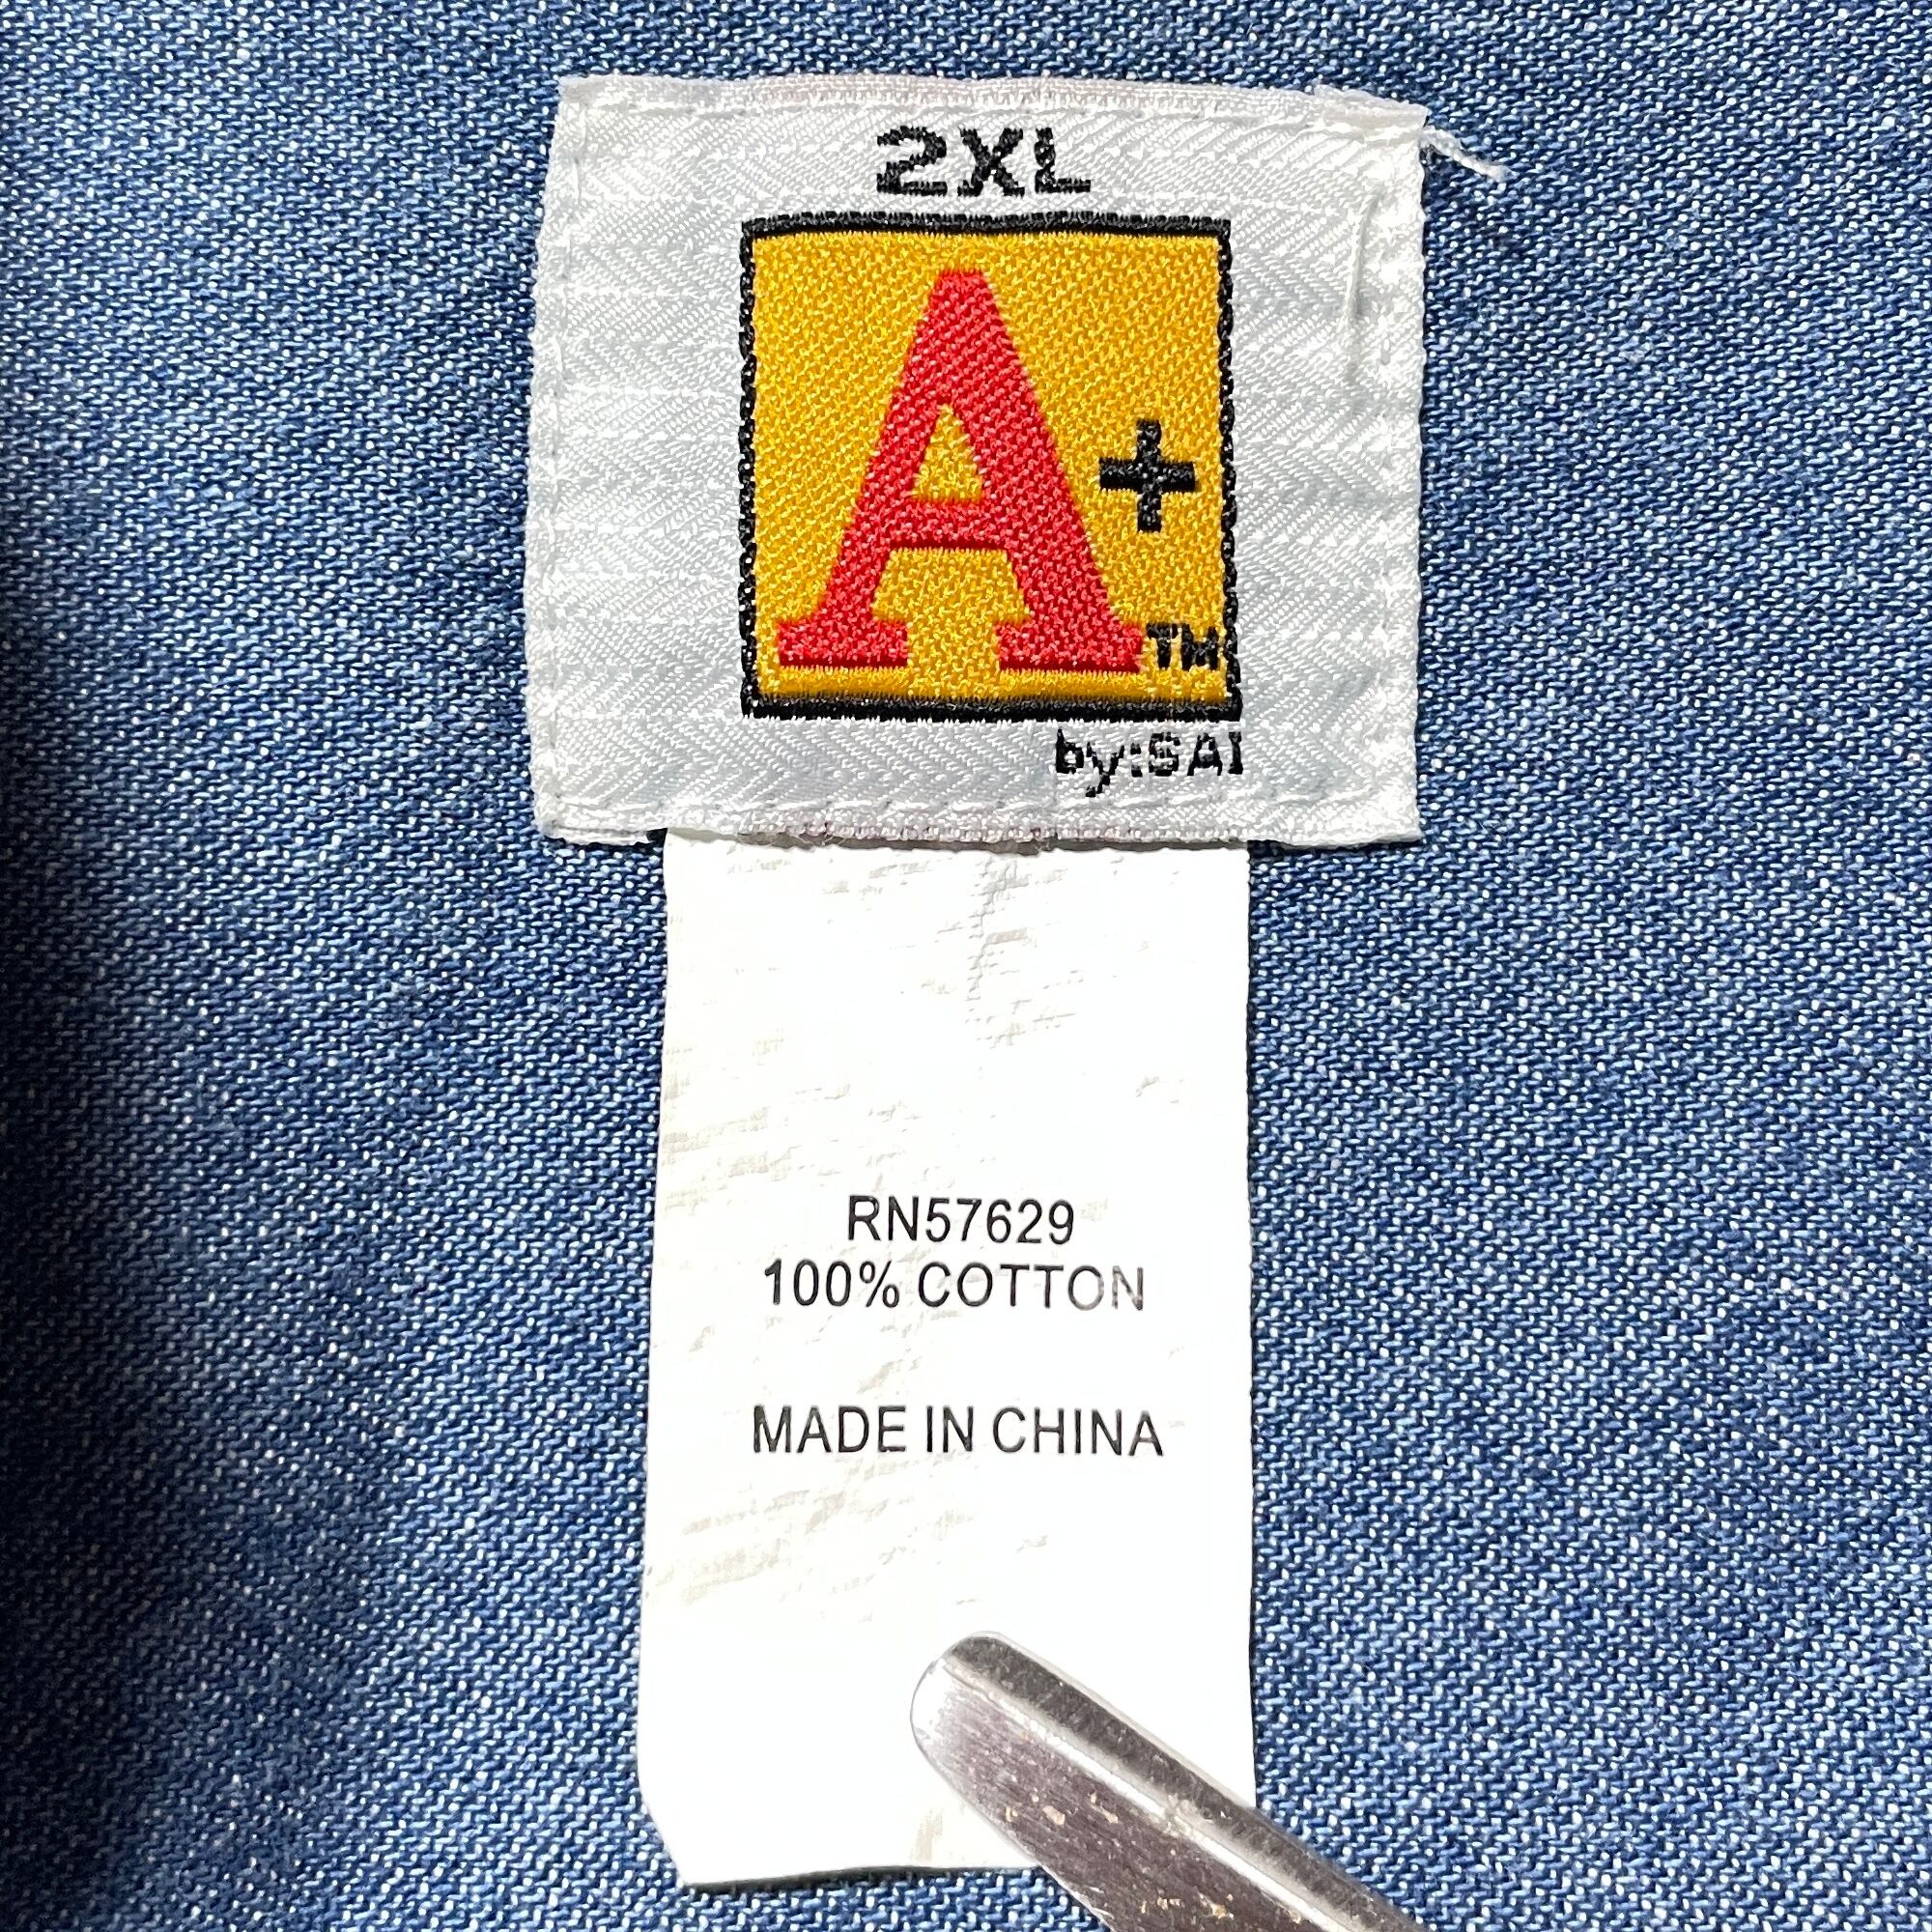 2XL
A+
TM
by:SAI
RN57629
100% COTTON
MADE IN CHINA